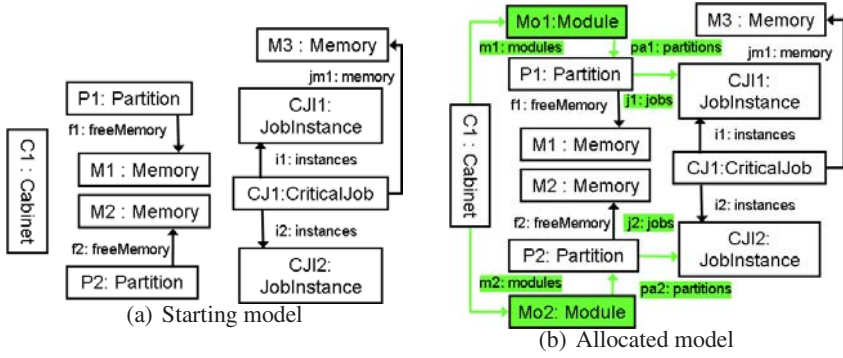 M3 : Memory
jm1: memory
P1: Partition
CJI1:
JobInstance
f1: freeMemory
C1 : Cabinet
M1 : Memory
i1: instances
M2 : Memory
CJ1:CriticalJob
f2: freeMemory
i2: instances
P2: Partition
CJI2:
JobInstance
(a) Starting model
Mo1:Module
M3 : Memory
m1: modules
pa1: partitions
jm1: memory
P1: Partition
CJI1:
JobInstance
f1: freeMemory
j1: jobs
C1 : Cabinet
M1 : Memory
i1: instances
M2 : Memory
CJ1:CriticalJob
f2: freeMemory
j2: jobs
i2: instances
P2: Partition
CJI2:
JobInstance
m2: modules
pa2: partitions
Mo2: Module
(b) Allocated model